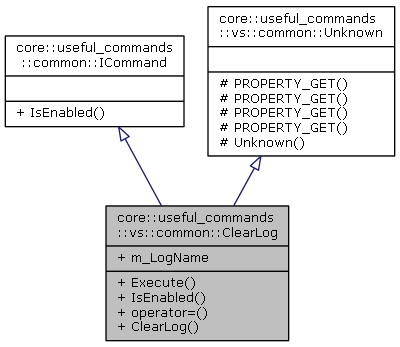 core::useful_commands
::common::ICommand
+ IsEnabled()
core::useful_commands
::vs::common::Unknown
# PROPERTY_GET()
# PROPERTY_GET()
# PROPERTY_GET()
# PROPERTY_GET()
# Unknown()
core::useful_commands
::vs::common::ClearLog
+ m_LogName
+ Execute()
+ IsEnabled()
+ operator=()
+ ClearLog()